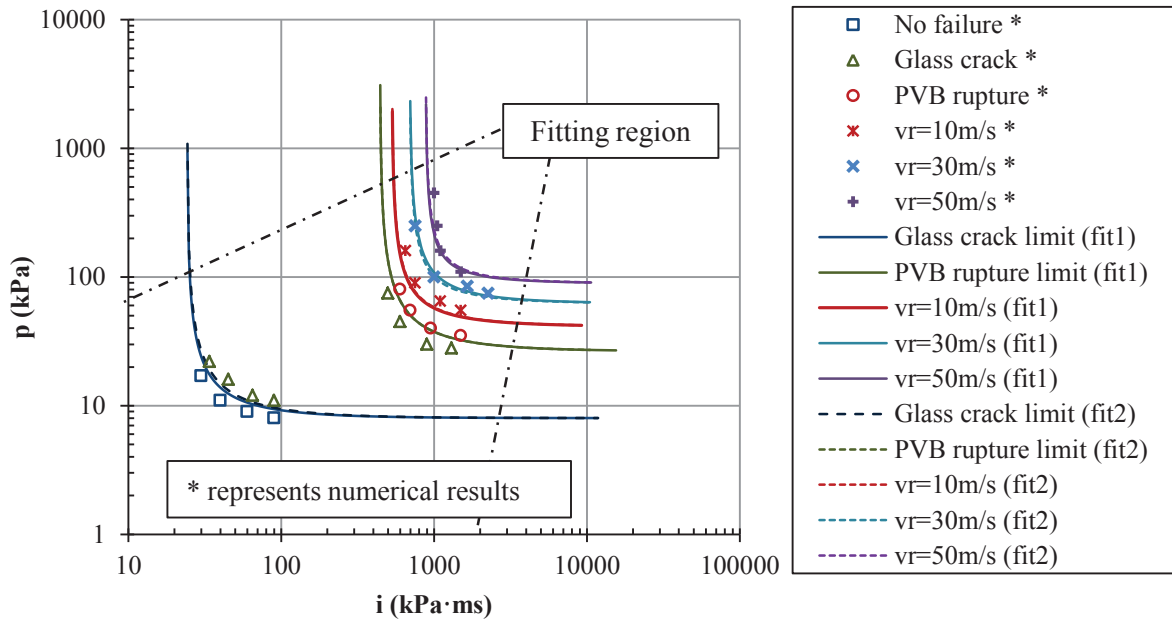 10000
1000
100
10
1
p (kPa)
10
100
1000
10000
100000
i (kPa·ms)
Fitting region
* represents numerical results
No failure *
Glass crack *
PVB rupture *
vr=10m/s *
vr=30m/s *
vr=50m/s *
Glass crack limit (fit1)
PVB rupture limit (fit1)
vr=10m/s (fit1)
vr=30m/s (fit1)
vr=50m/s (fit1)
Glass crack limit (fit2)
PVB rupture limit (fit2)
vr=10m/s (fit2)
vr=30m/s (fit2)
vr=50m/s (fit2)